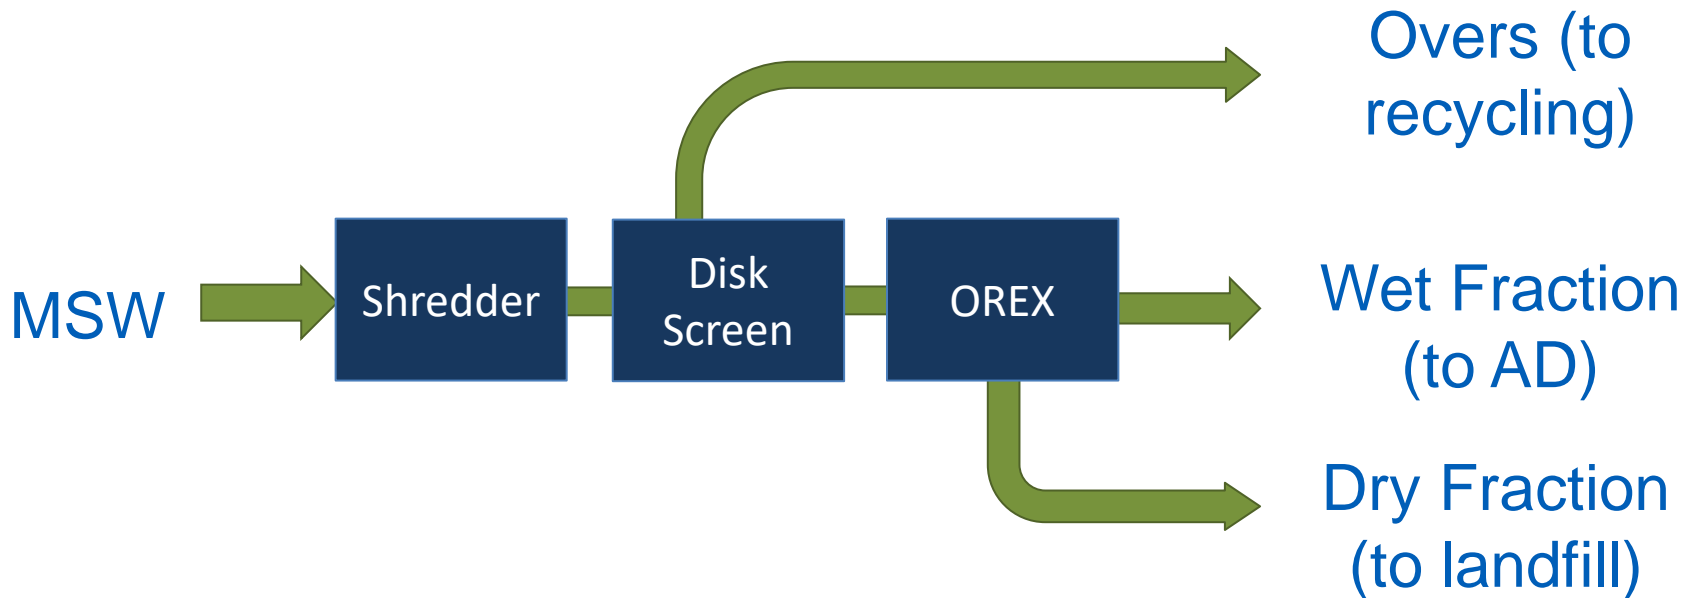 Overs (to
recycling)
MSW
Shredder
Disk
Screen
OREX
Wet Fraction
(to AD)
Dry Fraction
(to landfill)